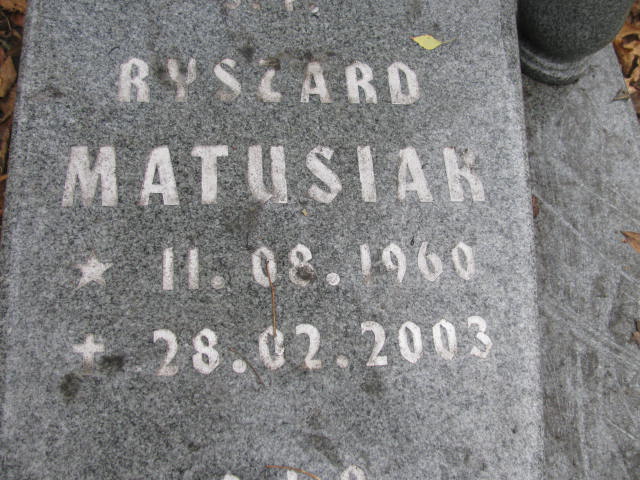 RYSZARD
MATUSIAK
★ 11.08.1960
+ 28.02.2003